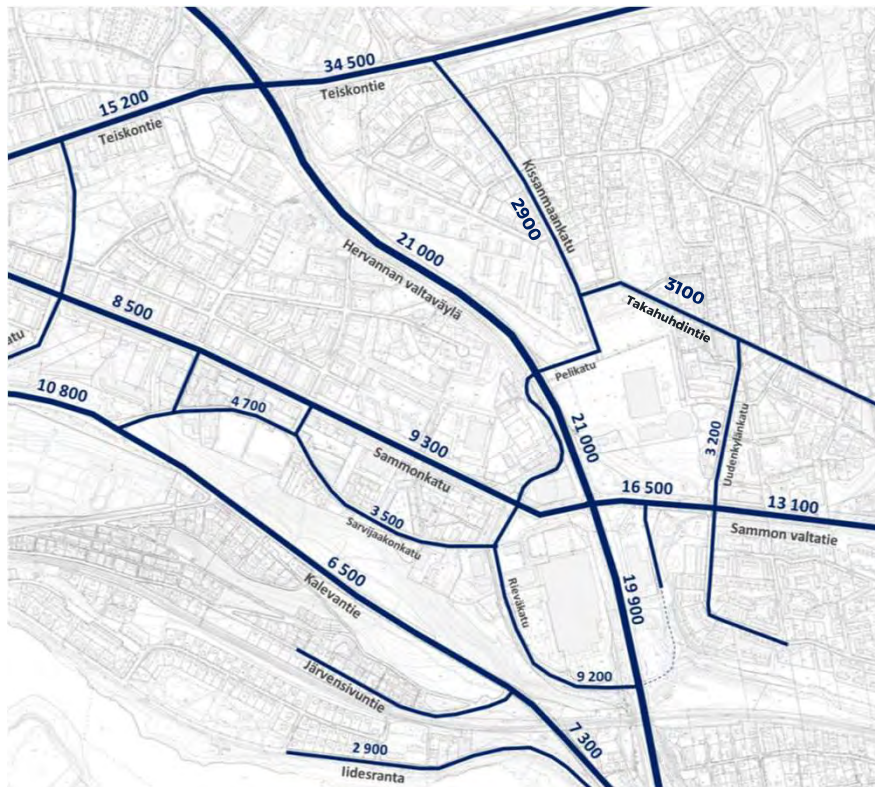 34 500
Teiskontie
15 200
Teiskontie
Kissanmaankatu
2900
21 000
Hervannan valtaväylä
3100
Takahuhdintie
8 500
atu
10 800
4 700
Pelikatu
21 000
9 300
Sammonkatu
3 200
Uudenkylänkatu
16 500
13 100
Sammon valtatie
3 500
Sarvijaakonkatu
6 500
Kalevantie
Rieväkatu
19 900
9 200
Järvensivuntie
7 300
2 900
Iidesranta